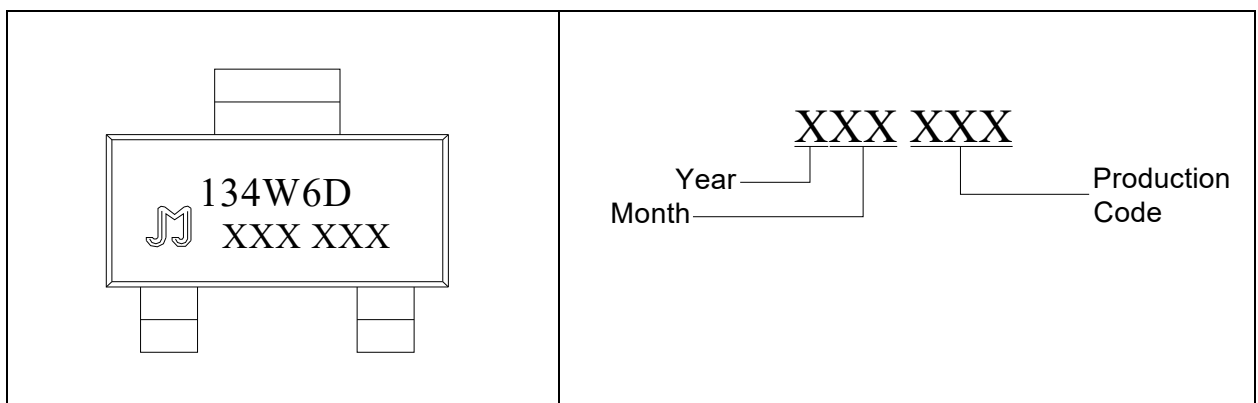 134W6D
XXX XXX
XXX XXX
Year
Month
Production
Code